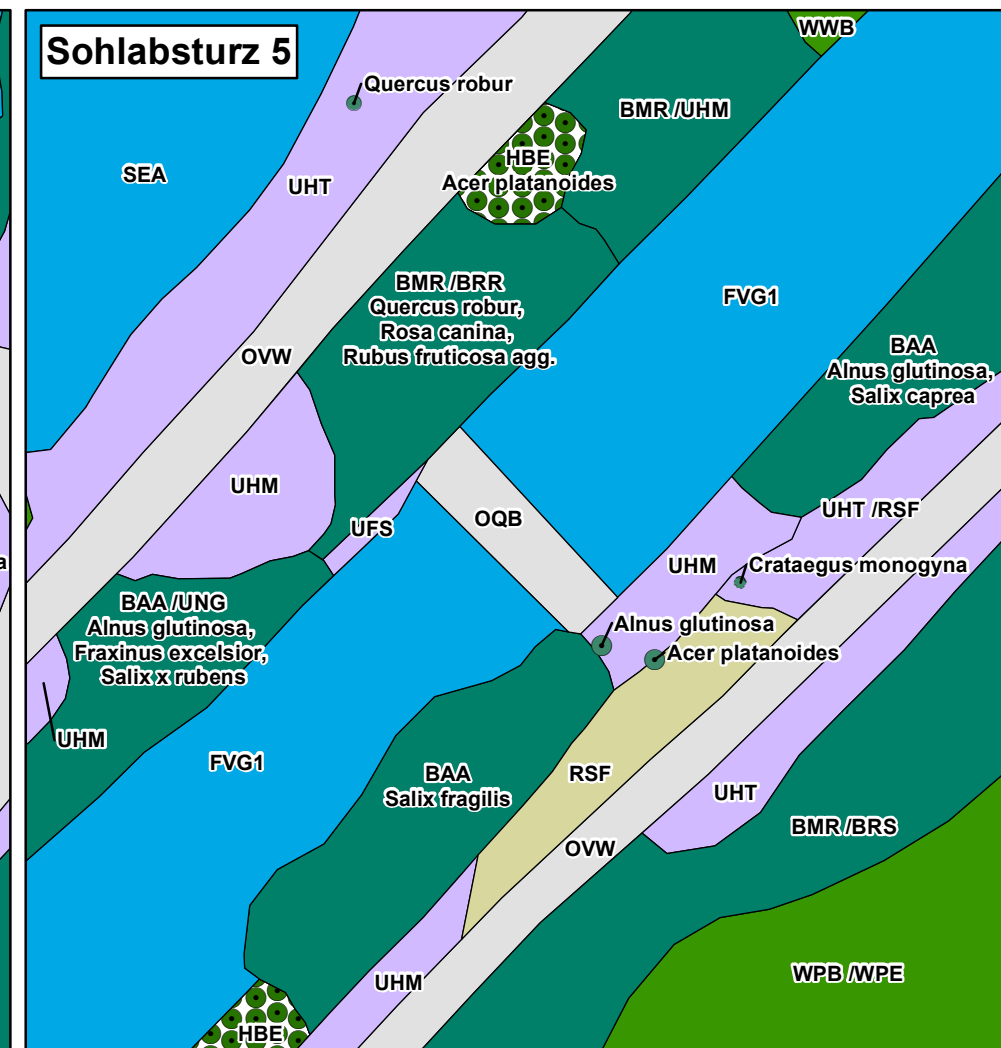 Sohlabsturz 5
WWB
Quercus robur
BMR /UHM
HBE
Acer platanoides
SEA
UHT
BMR /BRR
Quercus robur,
Rosa canina,
Rubus fruticosa agg.
FVG1
OVW
BAA
Alnus glutinosa,
Salix caprea
UHM
UFS
OQB
UHT /RSF
UHM
Crataegus monogyna
a
BAA /UNG
Alnus glutinosa,
Fraxinus excelsior,
Salix x rubens
Alnus glutinosa
Acer platanoides
UHM
FVG1
BAA
Salix fragilis
RSF
UHT
OVW
BMR /BRS
UHM
WPB /WPE
HBE